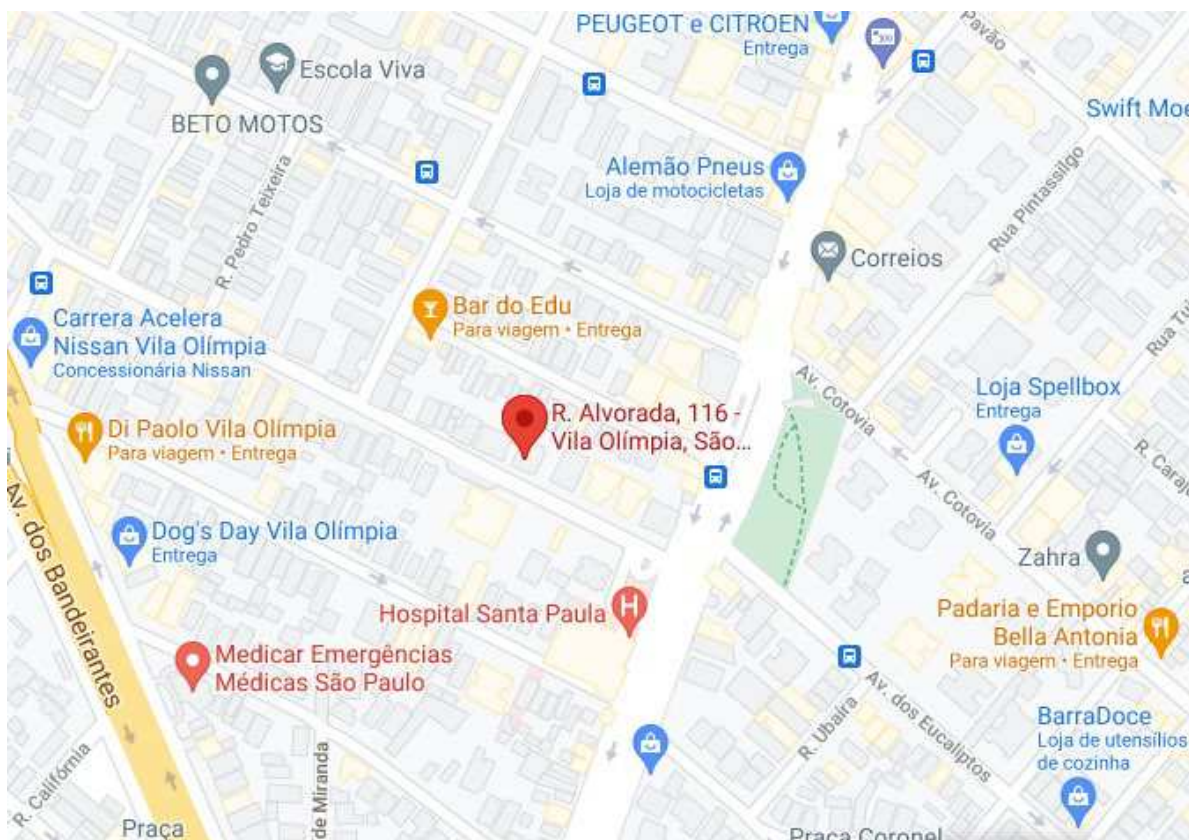 PEUGEOT e CITROEN
Entrega
Pavão
Escola Viva
BETO MOTOS
Swift Moe
Alemão Pneus
Loja de motocicletas
R. Pedro Teixeira
Rua Pintassilgo
Correios
Bar do Edu
Para viagem • Entrega
Carrera Acelera
Nissan Vila Olímpia
Concessionária Nissan
Rua Tui
Av. Cotovia
Loja Spellbox
Entrega
R. Alvorada, 116 -
Vila Olímpia, São...
Di Paolo Vila Olímpia
Para viagem • Entrega
R. Caraju
Av. Cotovia
Av. dos Bandeirantes
Dog's Day Vila Olímpia
Entrega
Zahra
Hospital Santa Paula
H
Padaria e Emporio
Bella Antonia
Para viagem • Entrega
Medicar Emergências
Médicas São Paulo
Av. dos Eucaliptos
R. Ubaíra
BarraDoce
Loja de utensílios
de cozinha
R. Califórnia
de Miranda
Praça
Praça Coronel